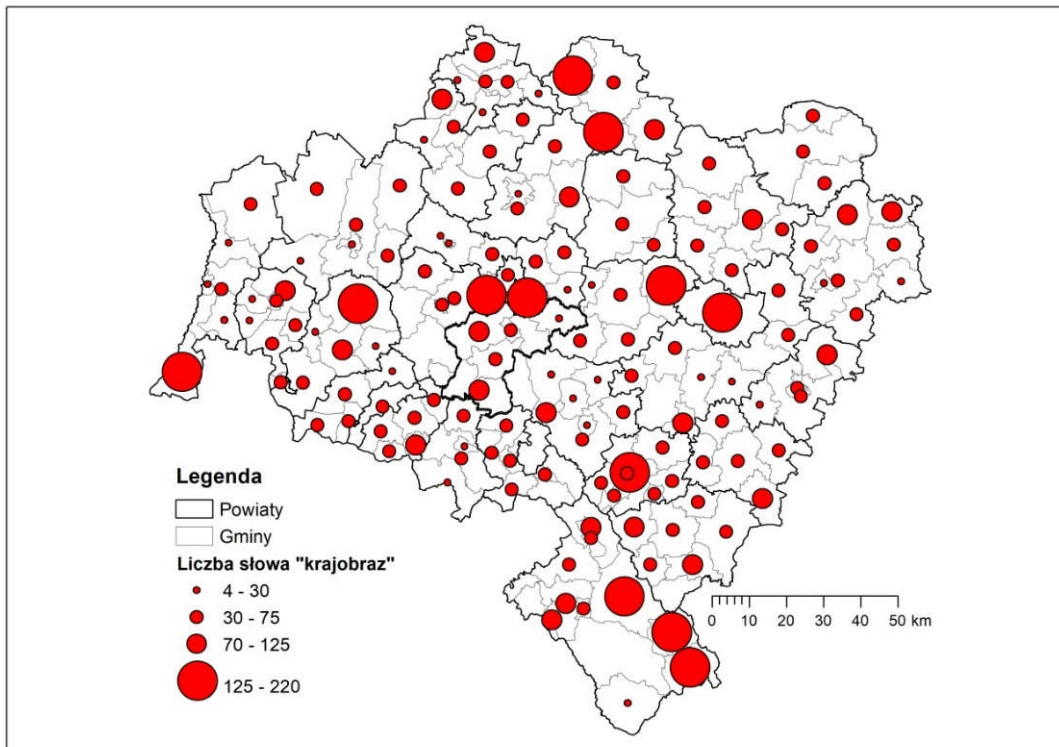 Legenda
Powiaty
Gminy
Liczba słowa "krajobraz"
4 - 30
30 - 75
70 - 125
125 - 220
0 10 20 30 40 50 km